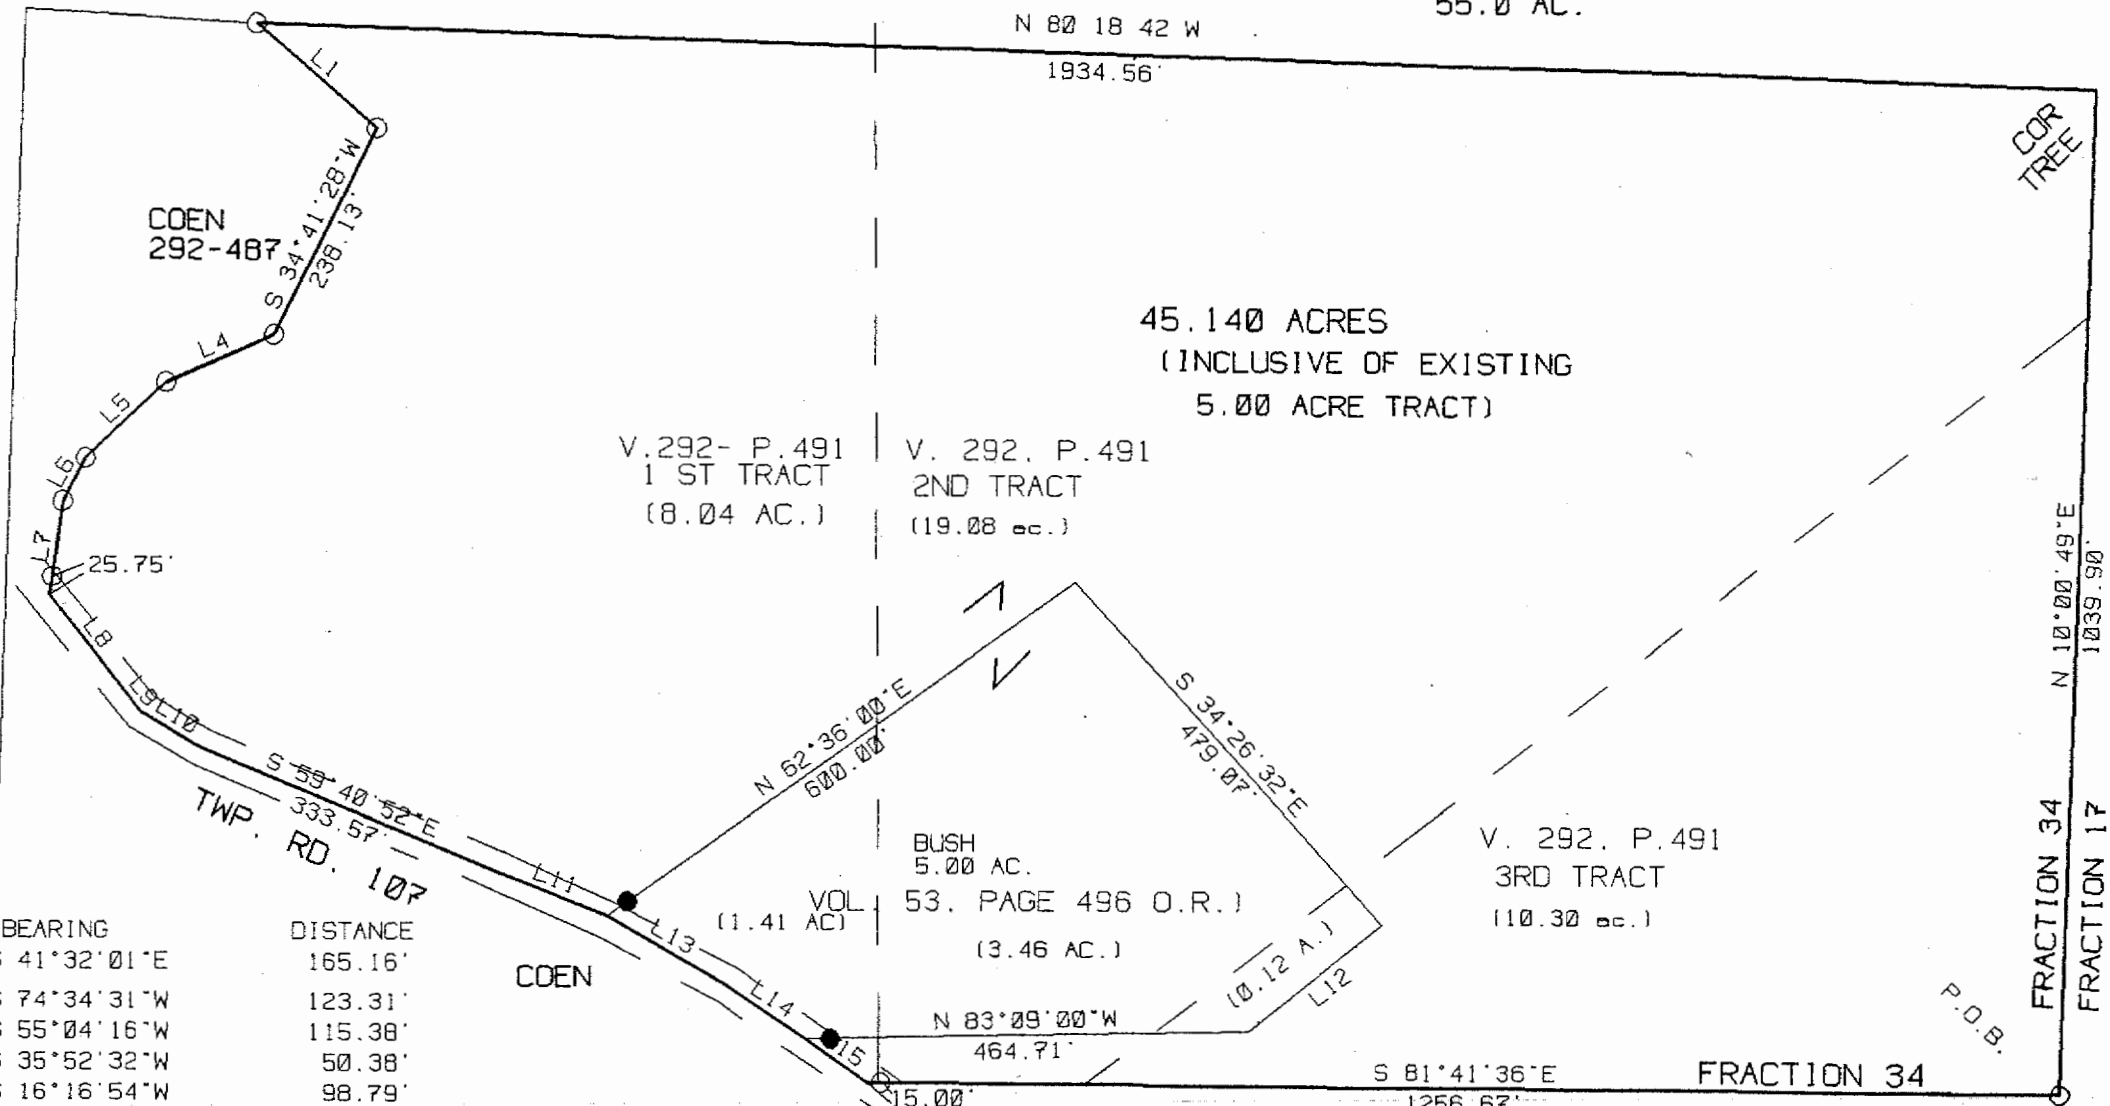 55.0 AC.
N 80 18 42 W
1934.56'
L1
COR
TREE
S 34°41'28"W
238.13'
COEN
292-487
L4
L5
L6
L7
25.75'
L8
L9
L10
45.140 ACRES
(INCLUSIVE OF EXISTING
5.00 ACRE TRACT)
V.292- P.491
1 ST TRACT
(8.04 AC.)
V. 292. P.491
2ND TRACT
(19.08 ac.)
N 10°00'49"E
1039.90'
N 62°36'00"E
600.00'
S 34°26'32"E
479.07'
S 59°40'52"E
333.57'
TWP. RD. 107
L11
L13
L14
L15
BUSH
5.00 AC.
VOL. 53. PAGE 496 O.R.)
(1.41 AC)
(3.46 AC.)
(0.12 A.)
L12
V. 292. P.491
3RD TRACT
(10.30 ac.)
FRACTION 34
FRACTION 17
P.O.B.
COEN
N 83°09'00"W
464.71'
S 81°41'36"E
1256.67'
FRACTION 34
15.00'
BEARING DISTANCE
S 41°32'01"E 165.16'
S 74°34'31"W 123.31'
S 55°04'16"W 115.38'
S 35°52'32"W 50.38'
S 16°16'54"W 98.79'